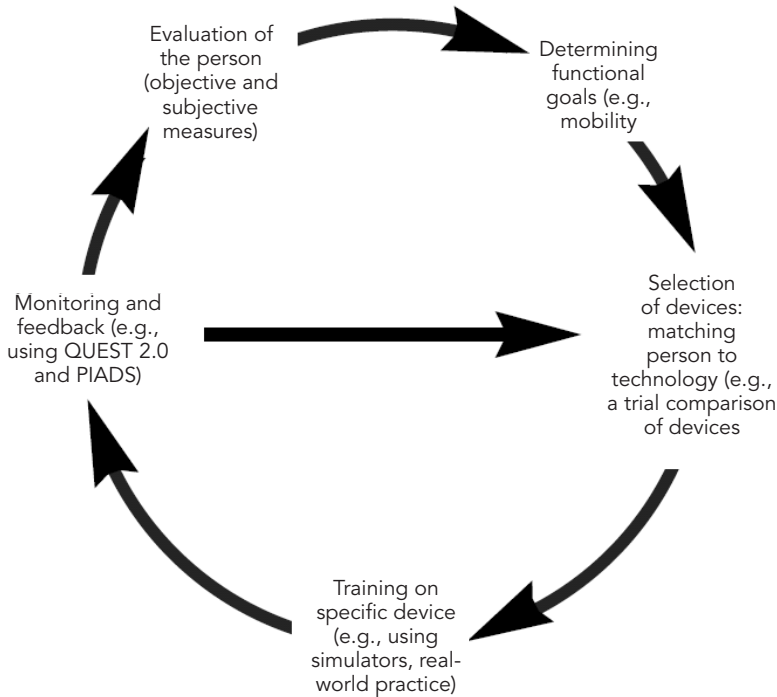 Evaluation of
the person
(objective and
subjective
measures)
Determining
functional
goals (e.g.,
mobility
Selection
of devices:
matching
person to
technology (e.g.,
a trial comparison
of devices
Training on
specific device
(e.g., using
simulators, real-
world practice)
Monitoring and
feedback (e.g.,
using QUEST 2.0
and PIADS)